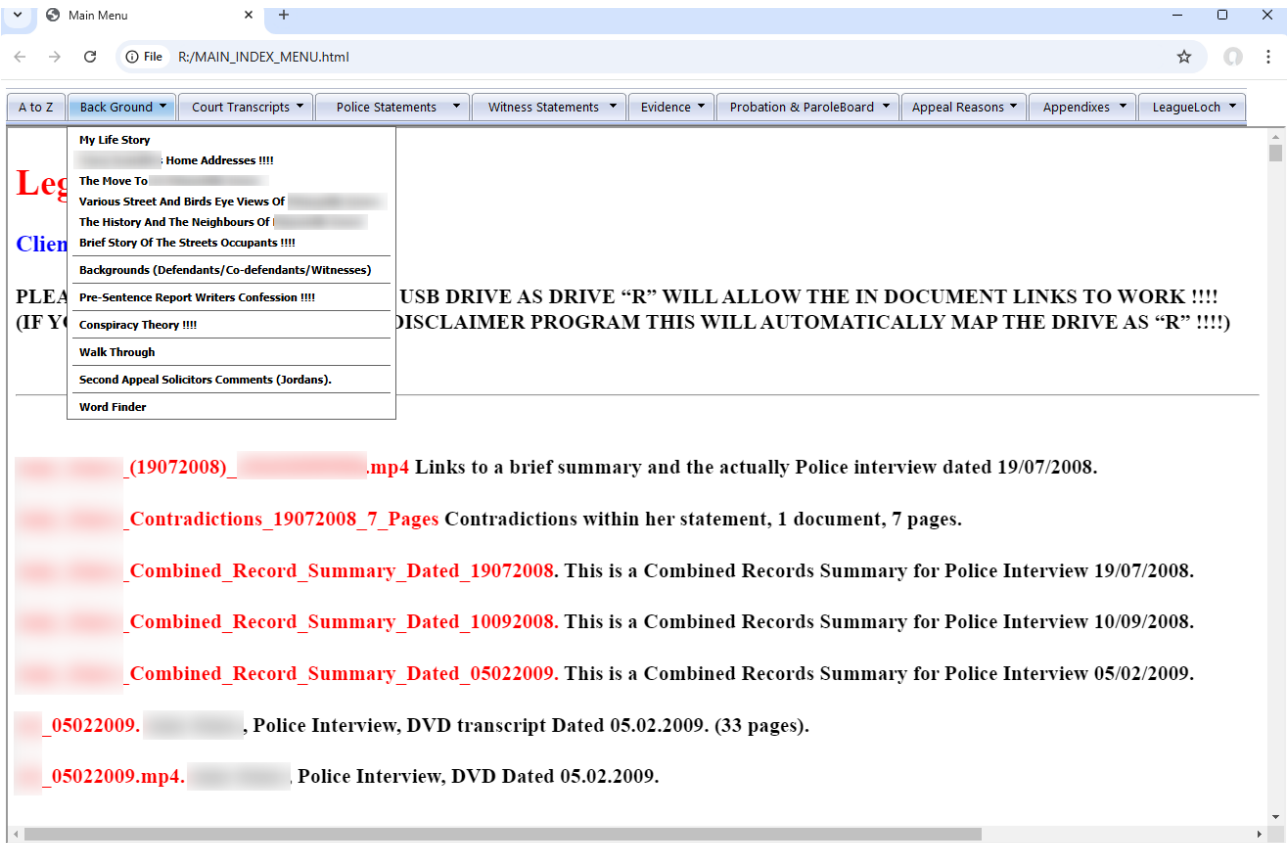 Main Menu
File R:/MAIN_INDEX_MENU.html
A to Z Back Ground Court Transcripts Police Statements Witness Statements Evidence Probation & ParoleBoard Appeal Reasons Appendixes LeagueLoch
My Life Story
Home Addresses !!!!
The Move To
Various Street And Birds Eye Views Of
The History And The Neighbours Of
Brief Story Of The Streets Occupants !!!!
Backgrounds (Defendants/Co-defendants/Witnesses)
Pre-Sentence Report Writers Confession !!!!
Conspiracy Theory !!!!
Walk Through
Second Appeal Solicitors Comments (Jordans).
Word Finder
USB DRIVE AS DRIVE “R” WILL ALLOW THE IN DOCUMENT LINKS TO WORK !!!!
DISCLAIMER PROGRAM THIS WILL AUTOMATICALLY MAP THE DRIVE AS “R” !!!!)
_(19072008)_ .mp4 Links to a brief summary and the actually Police interview dated 19/07/2008.
_Contradictions_19072008_7_Pages Contradictions within her statement, 1 document, 7 pages.
_Combined_Record_Summary_Dated_19072008. This is a Combined Records Summary for Police Interview 19/07/2008.
_Combined_Record_Summary_Dated_10092008. This is a Combined Records Summary for Police Interview 10/09/2008.
_Combined_Record_Summary_Dated_05022009. This is a Combined Records Summary for Police Interview 05/02/2009.
_05022009. , Police Interview, DVD transcript Dated 05.02.2009. (33 pages).
_05022009.mp4. , Police Interview, DVD Dated 05.02.2009.